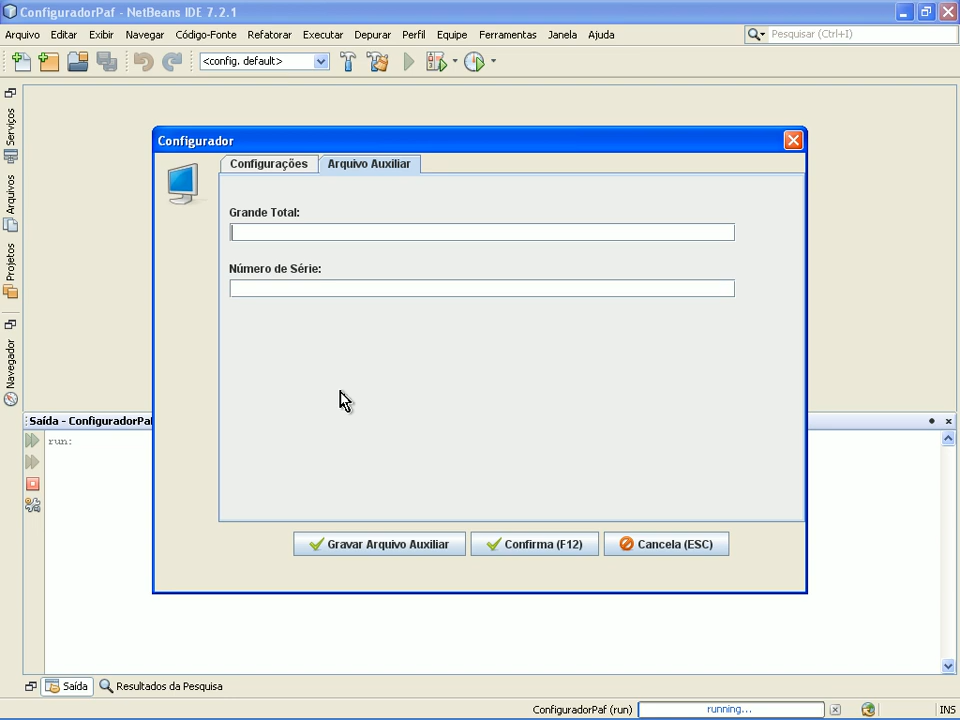 ConfiguradorPaf - NetBeans IDE 7.2.1
Arquivo Editar Exibir Navegar Código-Fonte Refatorar Executar Depurar Perfil Equipe Ferramentas Janela Ajuda
Pesquisar (Ctrl+I)
<config. default>
Serviços
Arquivos
Projetos
Navegador
Configurador
Configurações Arquivo Auxiliar
Grande Total:
Número de Série:
Gravar Arquivo Auxiliar Confirma (F12) Cancela (ESC)
Saída - ConfiguradorPaf
run:
Saída Resultados da Pesquisa
ConfiguradorPaf (run) running... INS